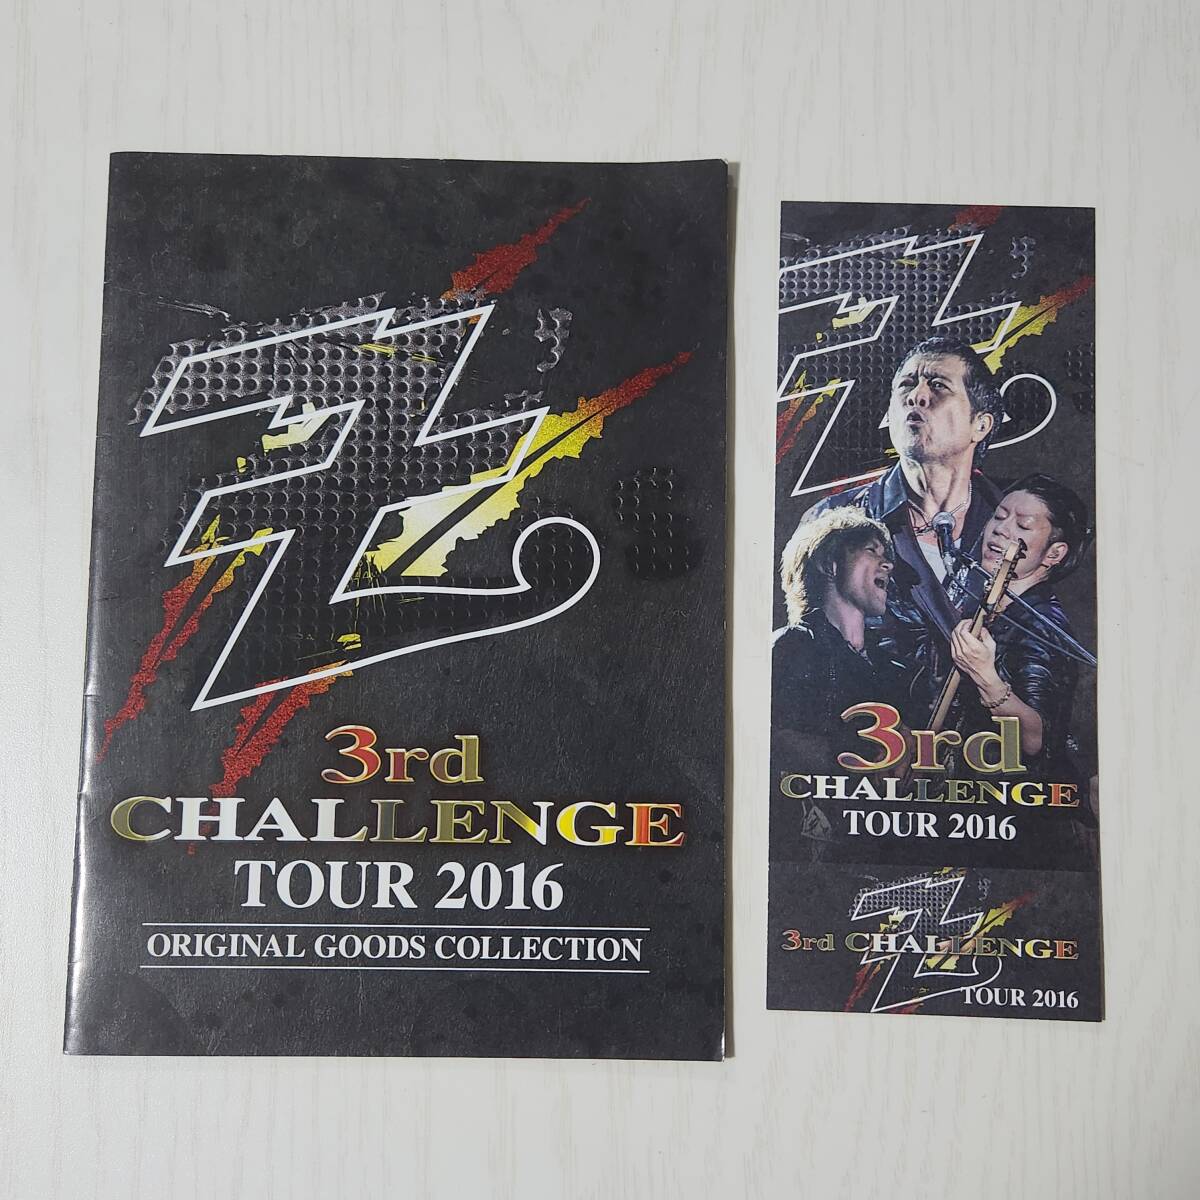 Z's
3rd
CHALLENGE
TOUR 2016
ORIGINAL GOODS COLLECTION
Z's
3rd
CHALLENGE
TOUR 2016
Z's
3rd CHALLENGE
TOUR 2016